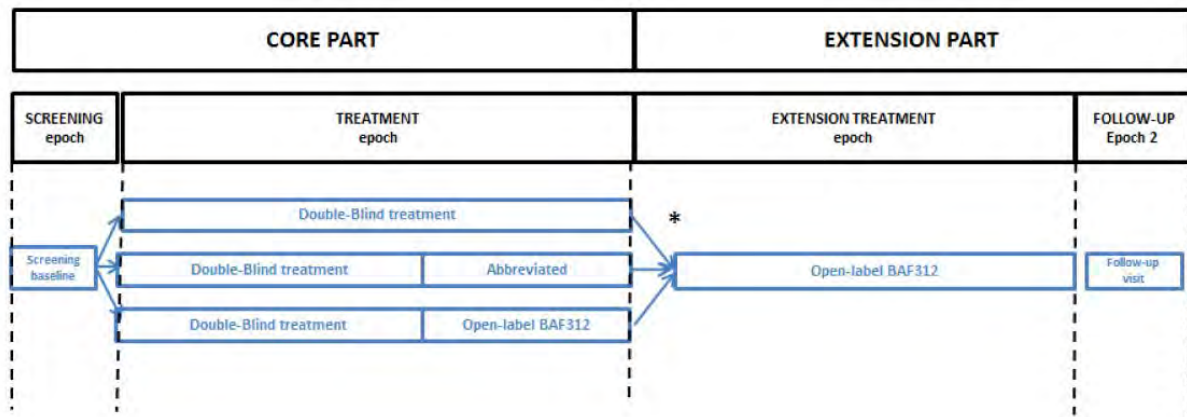 CORE PART
EXTENSION PART
SCREENING
epoch
TREATMENT
epoch
EXTENSION TREATMENT
epoch
FOLLOW-UP
Epoch 2
Double-Blind treatment
*
Screening
baseline
Double-Blind treatment
Abbreviated
Open-label BAF312
Follow-up
visit
Double-Blind treatment
Open-label BAF312